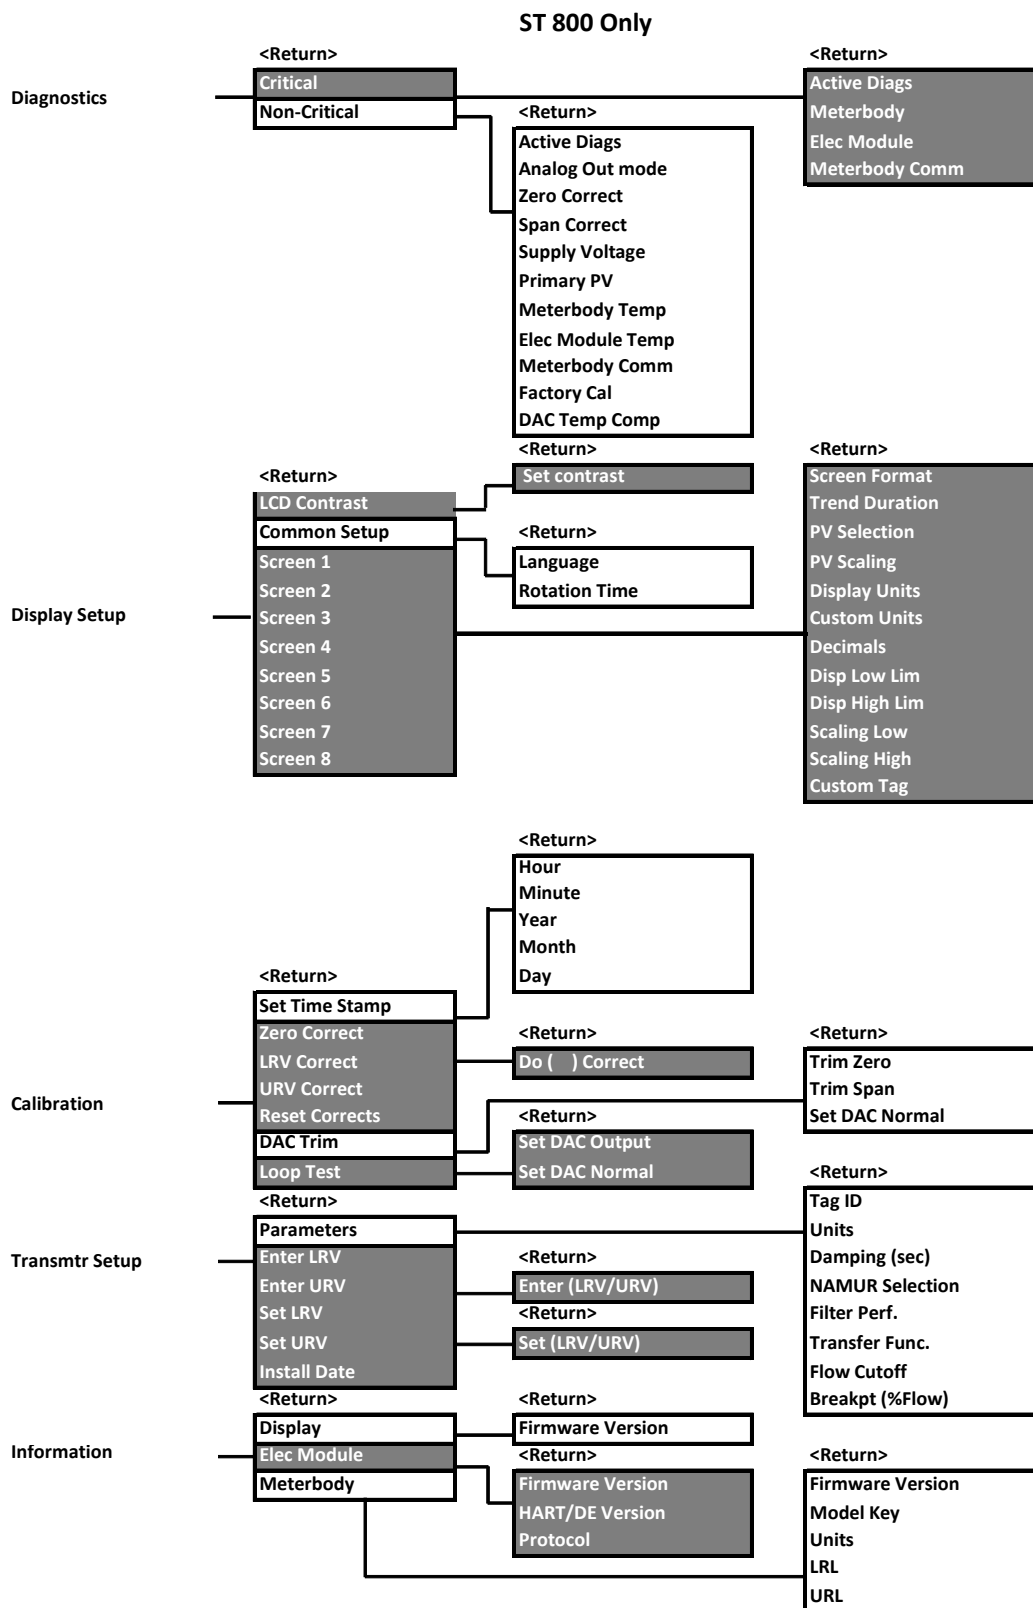 ST 800 Only
Diagnostics
<Return>
Critical
Non-Critical
<Return>
Active Diags
Analog Out mode
Zero Correct
Span Correct
Supply Voltage
Primary PV
Meterbody Temp
Elec Module Temp
Meterbody Comm
Factory Cal
DAC Temp Comp
<Return>
Active Diags
Meterbody
Elec Module
Meterbody Comm
Display Setup
<Return>
LCD Contrast
Common Setup
Screen 1
Screen 2
Screen 3
Screen 4
Screen 5
Screen 6
Screen 7
Screen 8
<Return>
Set contrast
<Return>
Language
Rotation Time
<Return>
Screen Format
Trend Duration
PV Selection
PV Scaling
Display Units
Custom Units
Decimals
Disp Low Lim
Disp High Lim
Scaling Low
Scaling High
Custom Tag
Calibration
<Return>
Set Time Stamp
Zero Correct
LRV Correct
URV Correct
Reset Corrects
DAC Trim
Loop Test
<Return>
Hour
Minute
Year
Month
Day
<Return>
Do (   ) Correct
<Return>
Set DAC Output
Set DAC Normal
<Return>
Trim Zero
Trim Span
Set DAC Normal
Transmtr Setup
<Return>
Parameters
Enter LRV
Enter URV
Set LRV
Set URV
Install Date
<Return>
Enter (LRV/URV)
<Return>
Set (LRV/URV)
<Return>
Tag ID
Units
Damping (sec)
NAMUR Selection
Filter Perf.
Transfer Func.
Flow Cutoff
Breakpt (%Flow)
Information
<Return>
Display
Elec Module
Meterbody
<Return>
Firmware Version
<Return>
Firmware Version
HART/DE Version
Protocol
<Return>
Firmware Version
Model Key
Units
LRL
URL